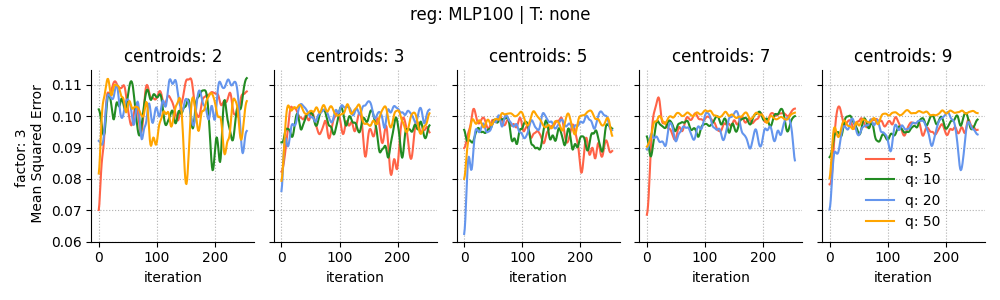 reg: MLP100 | T: none
centroids: 2
centroids: 3
centroids: 5
centroids: 7
centroids: 9
factor: 3
Mean Squared Error
0.11
0.10
0.09
0.08
0.07
0.06
q: 5
q: 10
q: 20
q: 50
0 100 200
0 100 200
0 100 200
0 100 200
0 100 200
iteration
iteration
iteration
iteration
iteration